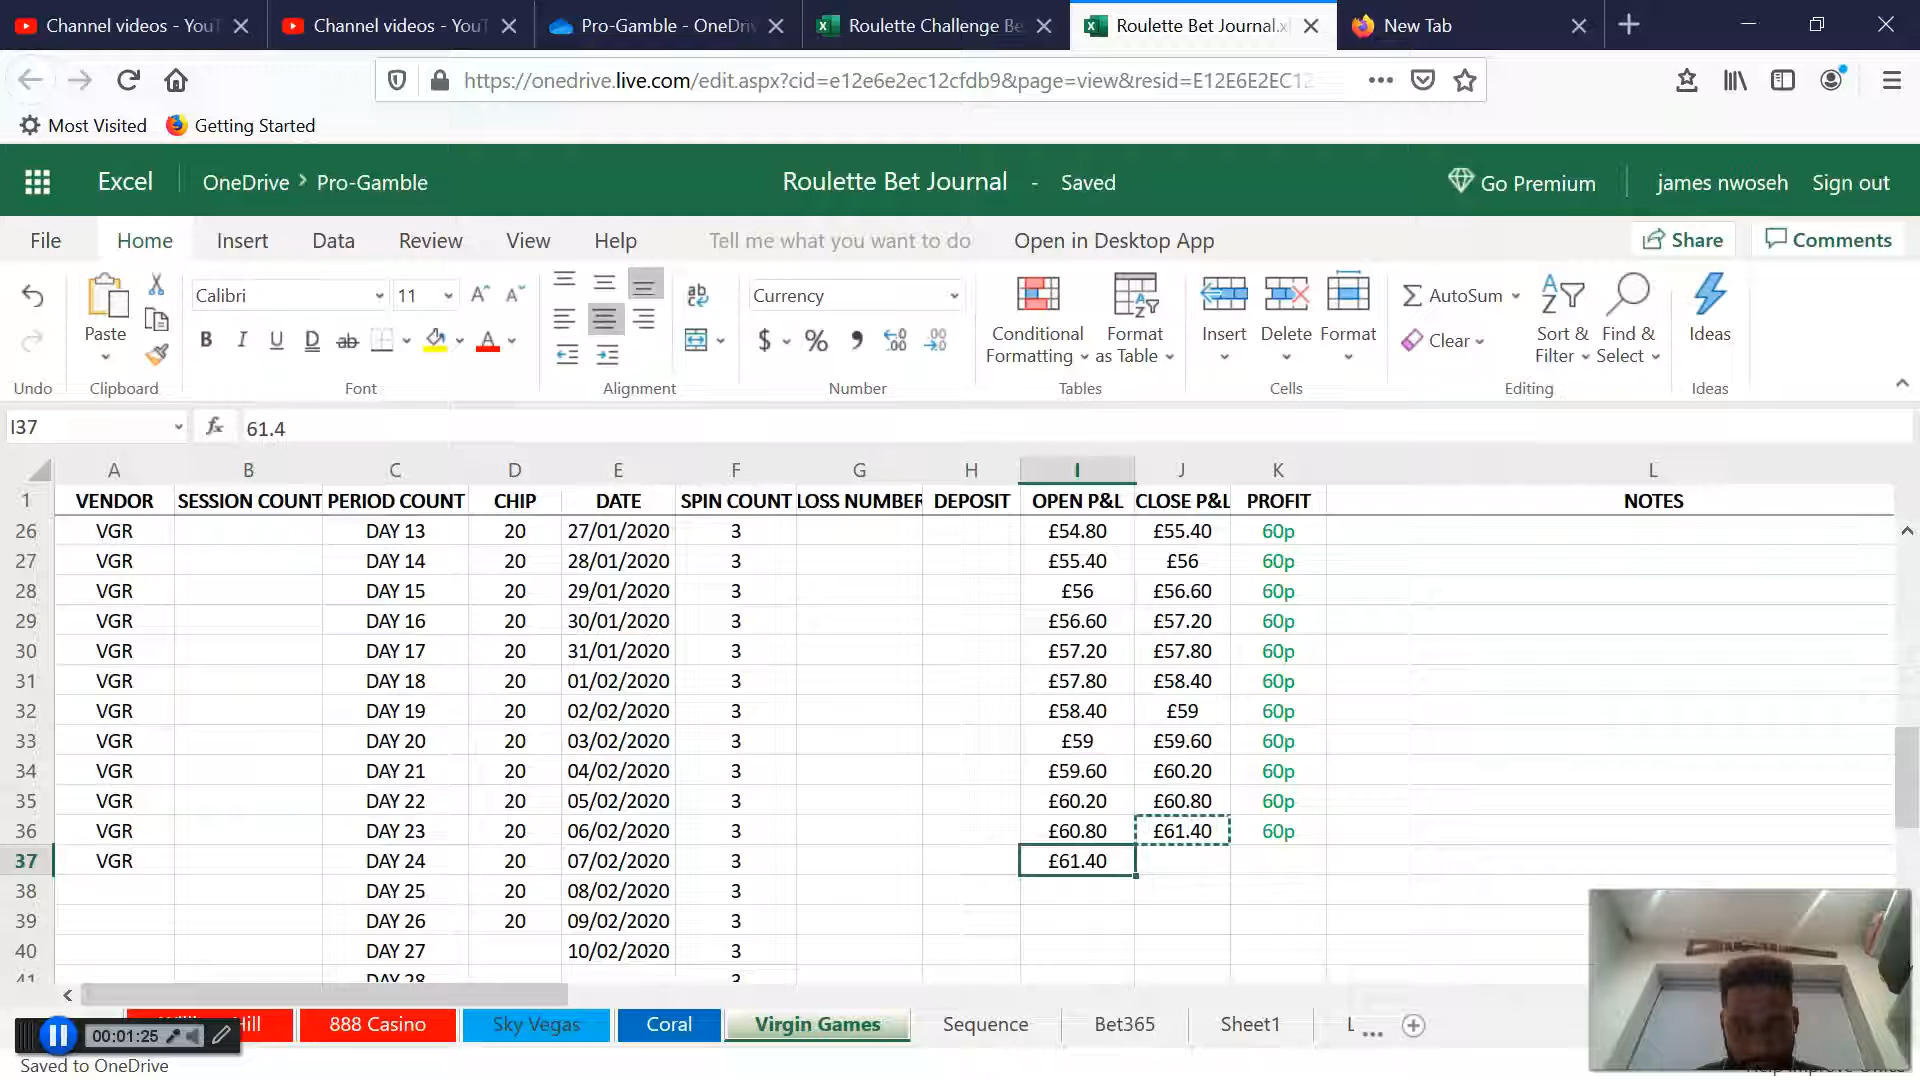 Channel videos - YouT
Channel videos - YouT
Pro-Gamble - OneDriv
Roulette Challenge Be
Roulette Bet Journal.xl
New Tab
https://onedrive.live.com/edit.aspx?cid=e12e6e2ec12cfdb9&page=view&resid=E12E6E2EC12
Most Visited
Getting Started
Excel
OneDrive > Pro-Gamble
Roulette Bet Journal - Saved
Go Premium
james nwoseh
Sign out
File Home Insert Data Review View Help Tell me what you want to do Open in Desktop App Share Comments
Calibri 11 Currency
Paste
AutoSum
Clear
Conditional Formatting
Format as Table
Insert Delete Format
Sort & Filter
Find & Select
Ideas
Undo Clipboard Font Alignment Number Tables Cells Editing Ideas
I37 fx 61.4
A B C D E F G H I J K L
1 VENDOR SESSION COUNT PERIOD COUNT CHIP DATE SPIN COUNT LOSS NUMBER DEPOSIT OPEN P&L CLOSE P&L PROFIT NOTES
26 VGR DAY 13 20 27/01/2020 3 £54.80 £55.40 60p
27 VGR DAY 14 20 28/01/2020 3 £55.40 £56 60p
28 VGR DAY 15 20 29/01/2020 3 £56 £56.60 60p
29 VGR DAY 16 20 30/01/2020 3 £56.60 £57.20 60p
30 VGR DAY 17 20 31/01/2020 3 £57.20 £57.80 60p
31 VGR DAY 18 20 01/02/2020 3 £57.80 £58.40 60p
32 VGR DAY 19 20 02/02/2020 3 £58.40 £59 60p
33 VGR DAY 20 20 03/02/2020 3 £59 £59.60 60p
34 VGR DAY 21 20 04/02/2020 3 £59.60 £60.20 60p
35 VGR DAY 22 20 05/02/2020 3 £60.20 £60.80 60p
36 VGR DAY 23 20 06/02/2020 3 £60.80 £61.40 60p
37 VGR DAY 24 20 07/02/2020 3 £61.40
38 DAY 25 20 08/02/2020 3
39 DAY 26 20 09/02/2020 3
40 DAY 27 10/02/2020 3
41 DAY 28 3
888 Casino Sky Vegas Coral Virgin Games Sequence Bet365 Sheet1 L ...
00:01:25
Saved to OneDrive